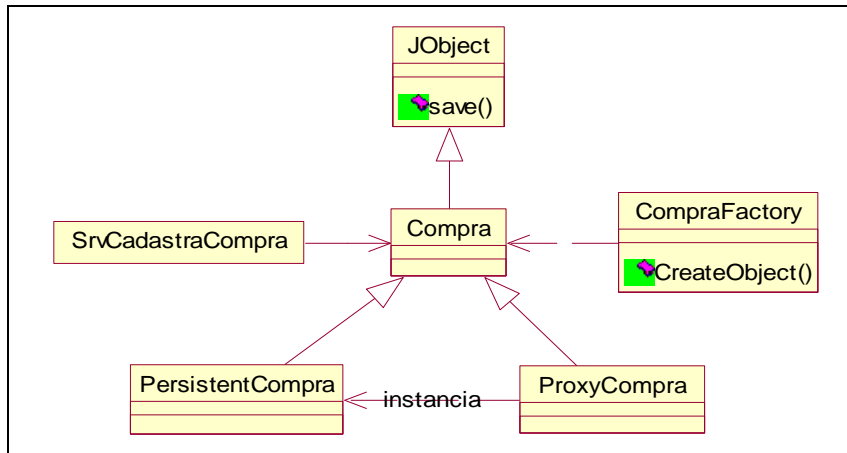 JObject
save()
Compra
CompraFactory
SrvCadastraCompra
CreateObject()
PersistentCompra
instancia
ProxyCompra